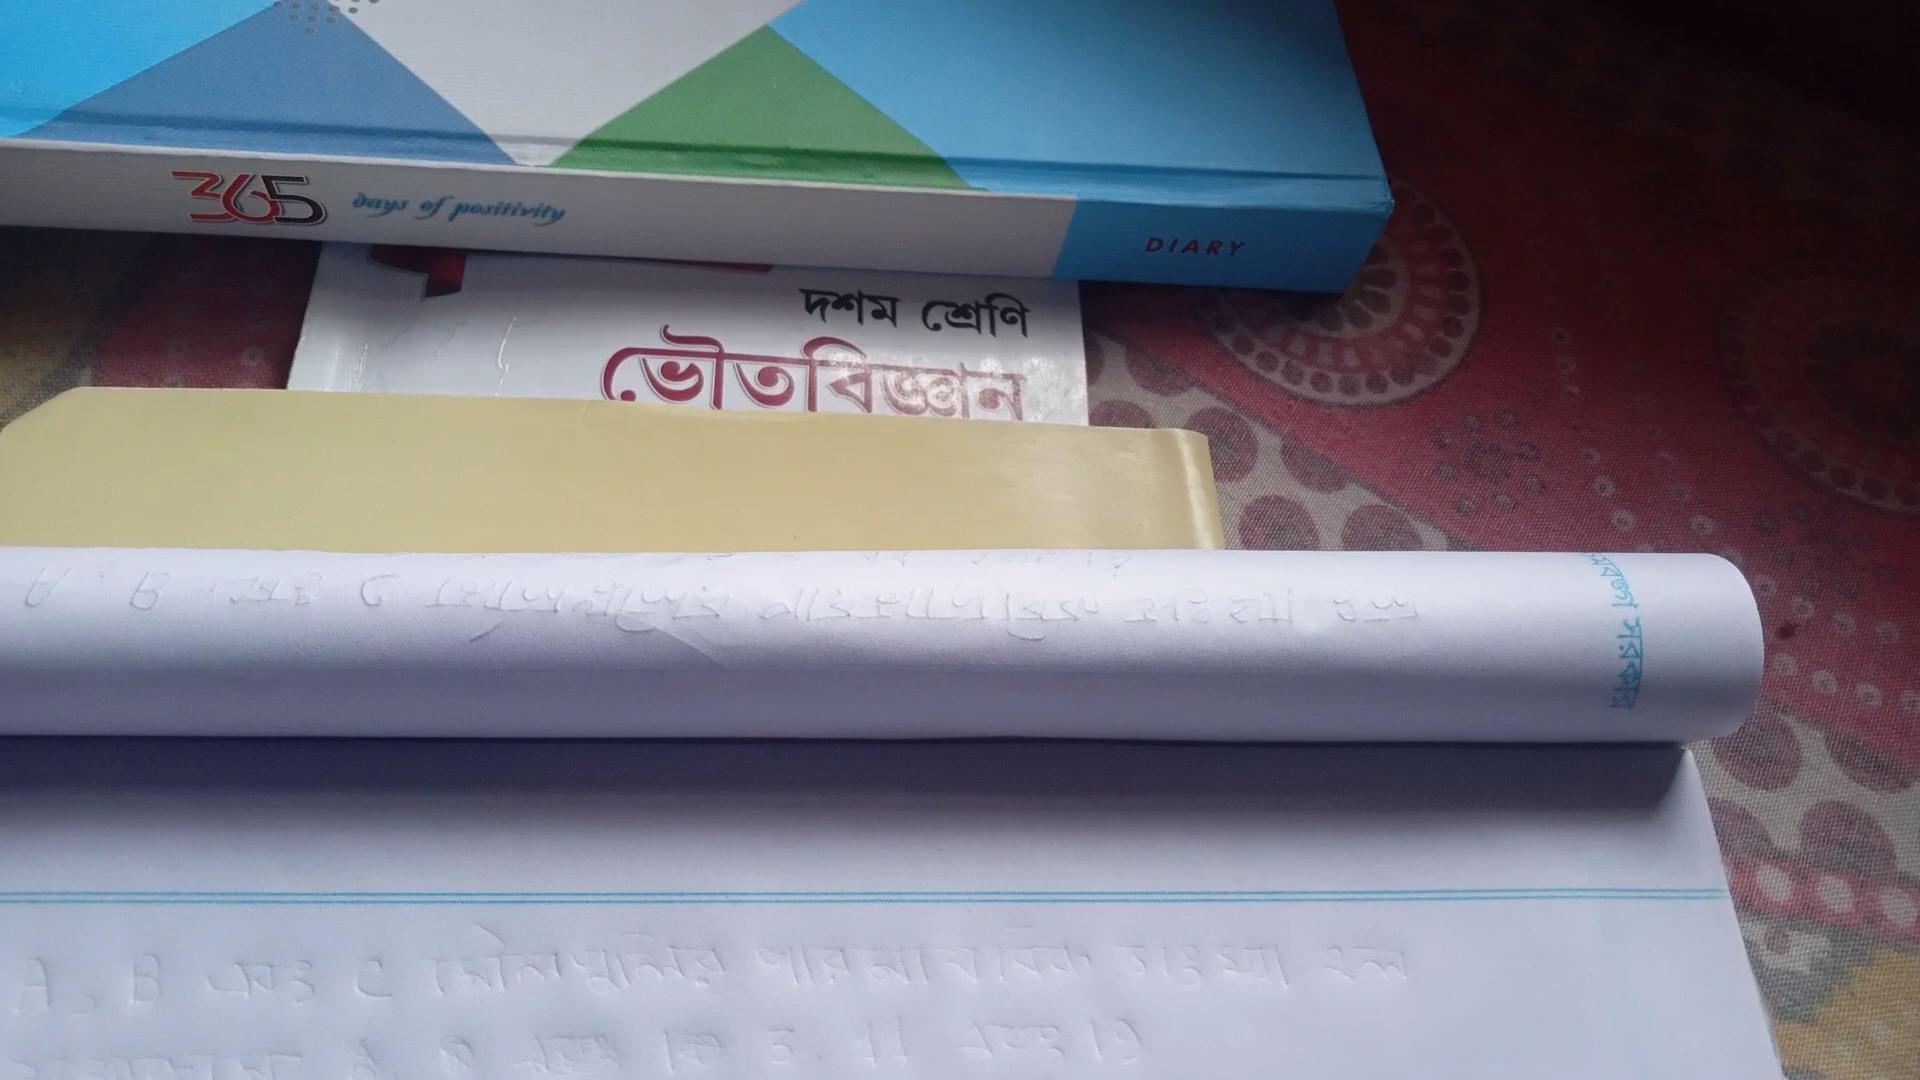 365 days of positivity
DIARY
দশম শ্রেণি
ভৌতবিজ্ঞান
A, B এবং C মৌলগুলির পারমাণবিক সংখ্যা হল
A, B এবং C মৌলগুলির পারমাণবিক সংখ্যা হল
3, 11 এবং 19